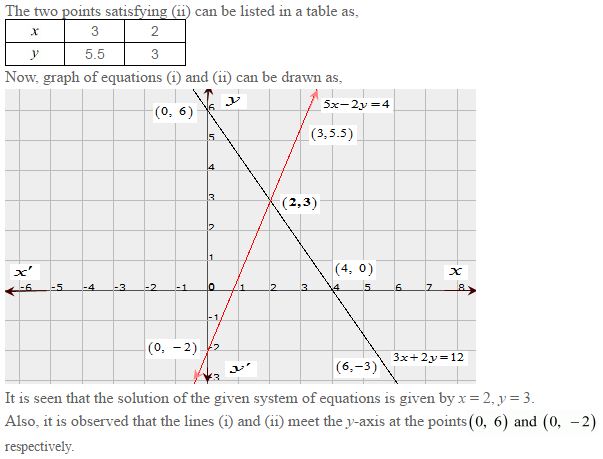 The two points satisfying (ii) can be listed in a table as,
x 3 2
y 5.5 3
Now, graph of equations (i) and (ii) can be drawn as,
y
(0, 6)
6
5x−2y=4
5
(3,5.5)
4
3
(2,3)
2
1
x′
(4, 0)
x
-6 -5 -4 -3 -2 -1 0 1 2 3 4 5 6 7 8
-1
(0, −2)
-2
3x+2y=12
y′
(6,−3)
-3
It is seen that the solution of the given system of equations is given by x = 2, y = 3.
Also, it is observed that the lines (i) and (ii) meet the y-axis at the points (0, 6) and (0, −2)
respectively.